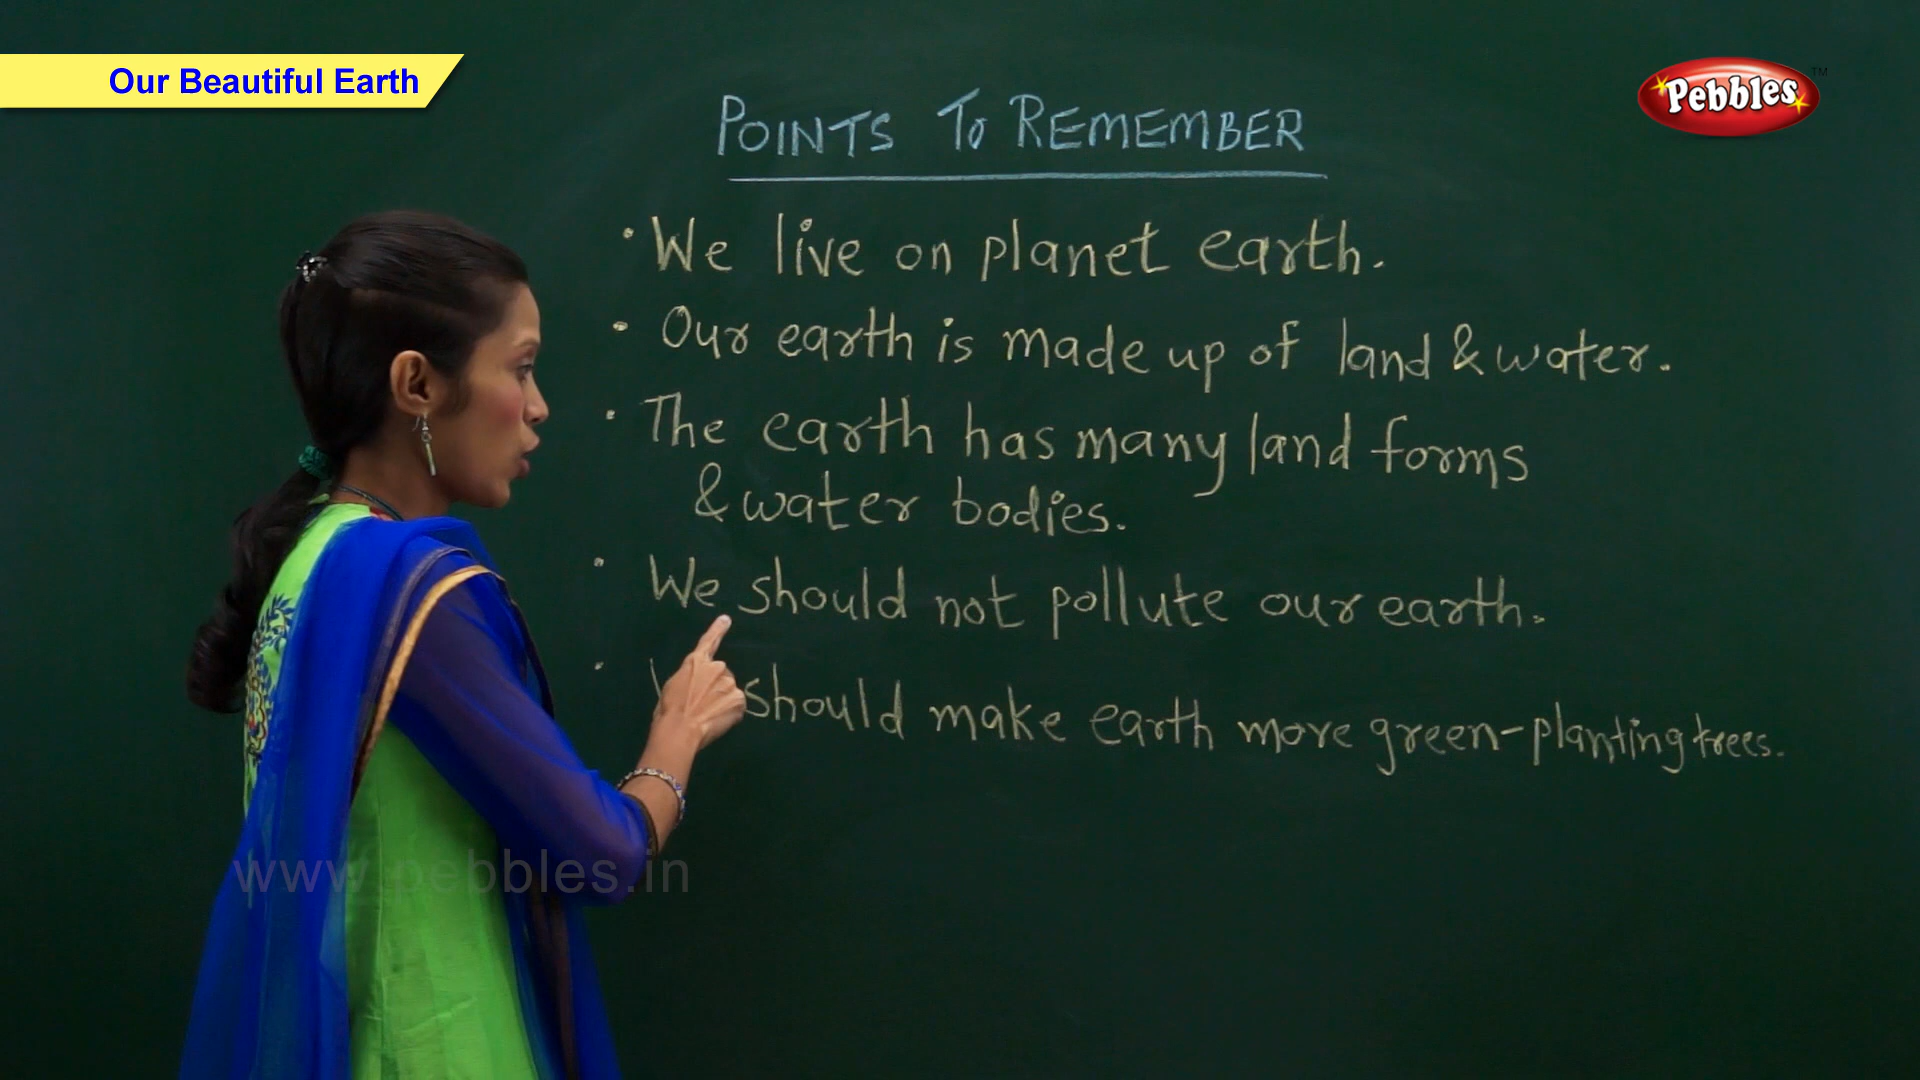 Our Beautiful Earth
Pebbles TM
POINTS To REMEMBER
• We live on planet earth.
• Our earth is made up of land & water.
• The earth has many land forms
& water bodies.
• We should not pollute our earth.
• should make earth more green-planting trees.
www.pebbles.in